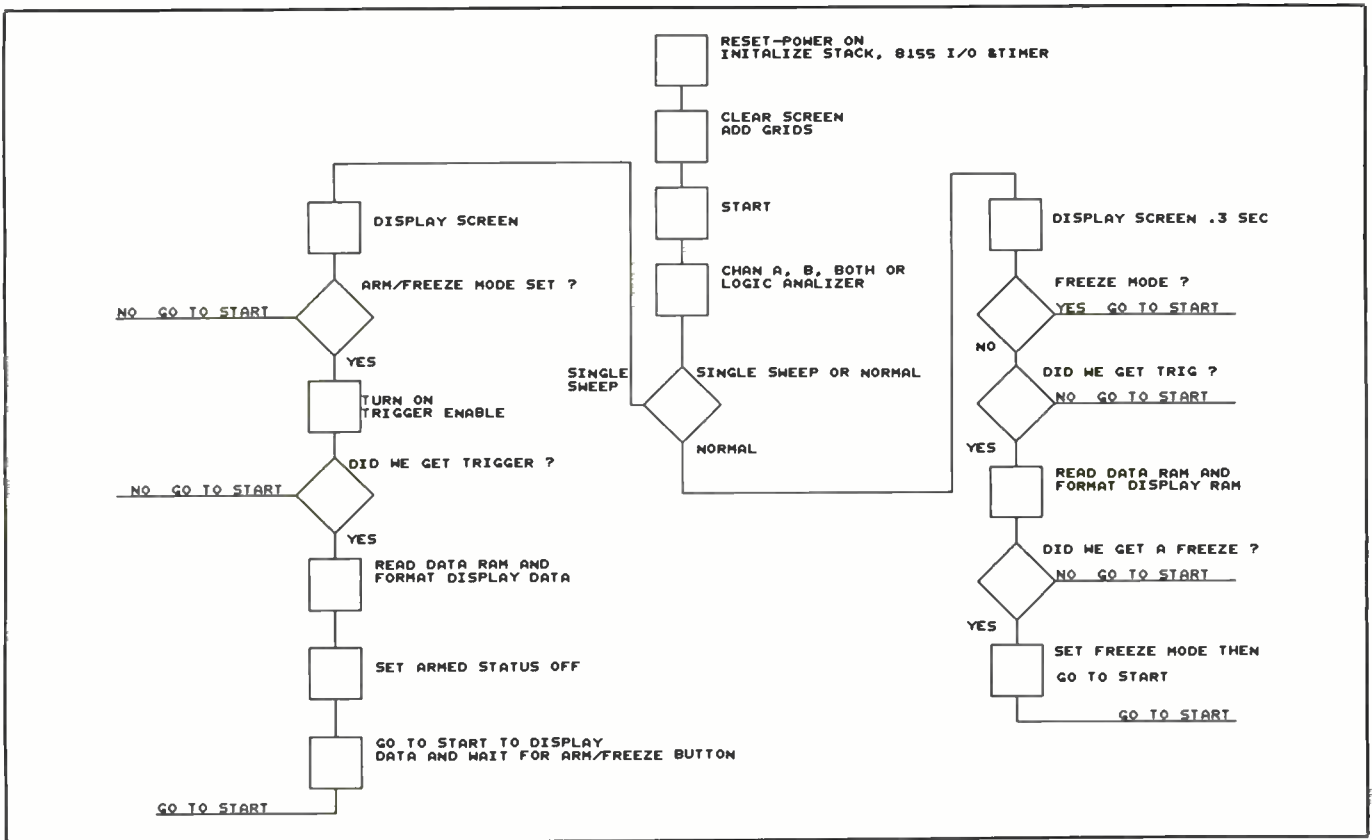 RESET-POWER ON
INITALIZE STACK, 8155 I/O &TIMER
CLEAR SCREEN
ADD GRIDS
START
CHAN A, B, BOTH OR
LOGIC ANALIZER
SINGLE
SWEEP
SINGLE SWEEP OR NORMAL
NORMAL
DISPLAY SCREEN
ARM/FREEZE MODE SET ?
NO GO TO START
YES
TURN ON
TRIGGER ENABLE
DID WE GET TRIGGER ?
NO GO TO START
YES
READ DATA RAM AND
FORMAT DISPLAY DATA
SET ARMED STATUS OFF
GO TO START TO DISPLAY
DATA AND WAIT FOR ARM/FREEZE BUTTON
GO TO START
DISPLAY SCREEN .3 SEC
FREEZE MODE ?
YES GO TO START
NO
DID WE GET TRIG ?
NO GO TO START
YES
READ DATA RAM AND
FORMAT DISPLAY RAM
DID WE GET A FREEZE ?
NO GO TO START
YES
SET FREEZE MODE THEN
GO TO START
GO TO START